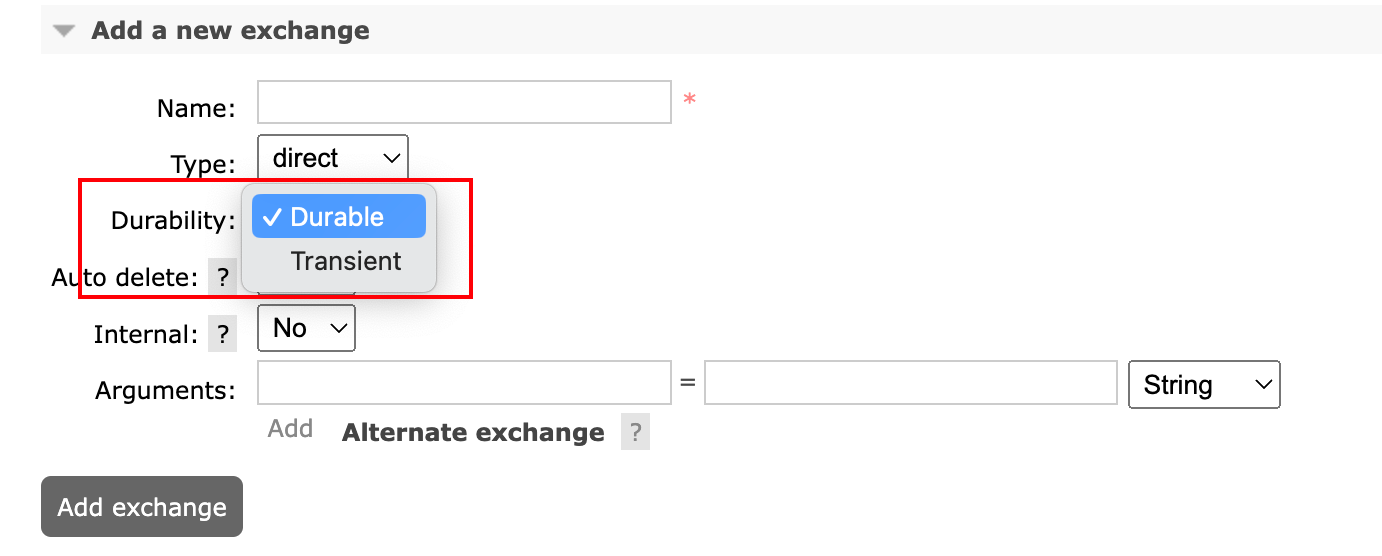 Add a new exchange
Name: *
Type: direct
Durability: ✓ Durable
Transient
Auto delete: ?
Internal: ? No
Arguments: = String
Add Alternate exchange ?
Add exchange